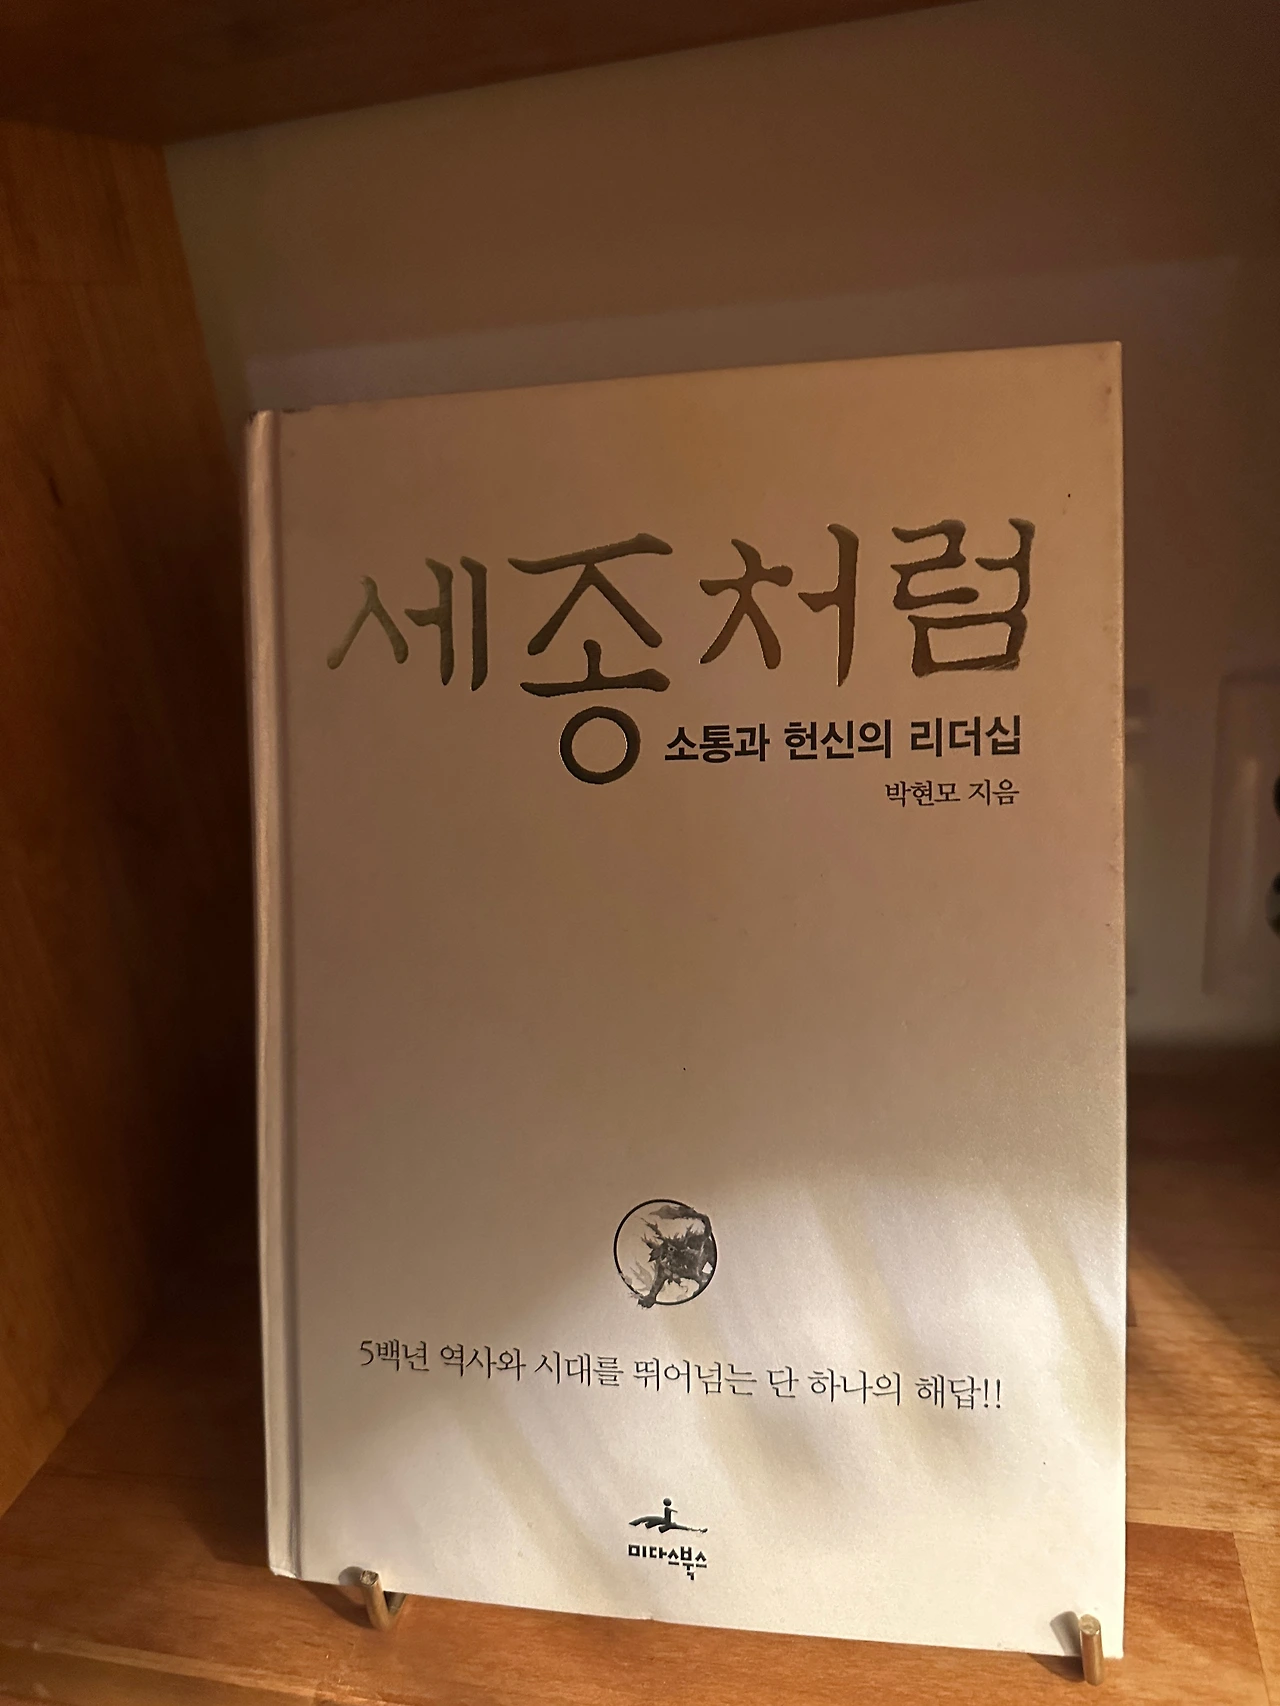 세종처럼
소통과 헌신의 리더십
박현모 지음
5백년 역사와 시대를 뛰어넘는 단 하나의 해답!!
미다스북스